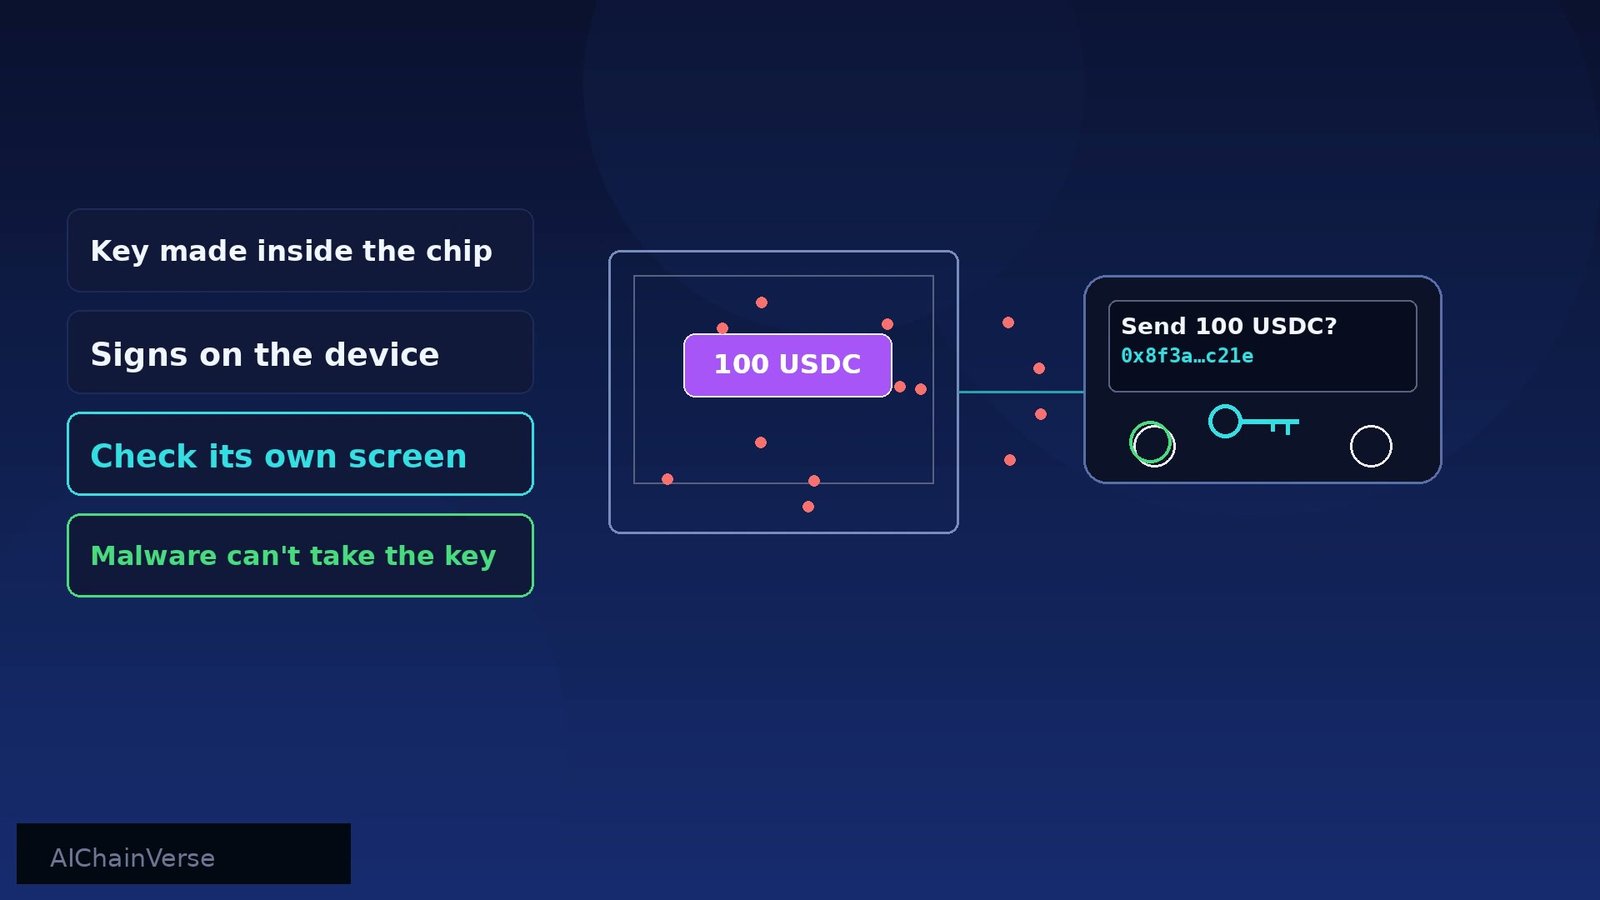 Key made inside the chip
Signs on the device
Check its own screen
Malware can't take the key
100 USDC
Send 100 USDC?
0x8f3a…c21e
AIChainVerse